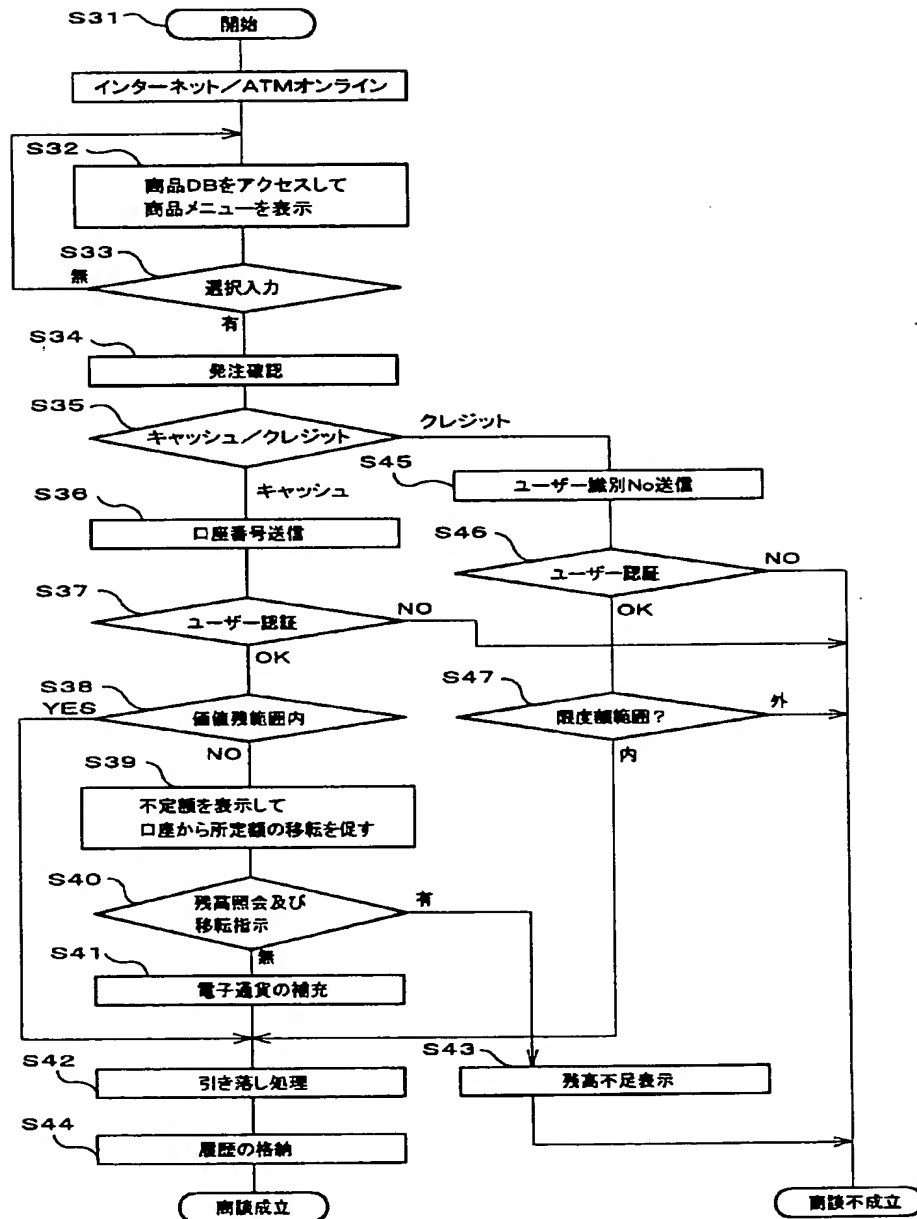 S31
開始
インターネット／ATMオンライン
S32
商品DBをアクセスして
商品メニューを表示
S33
無
選択入力
有
S34
発注確認
S35
キャッシュ／クレジット
クレジット
S45
ユーザー識別No送信
キャッシュ
S36
口座番号送信
S46
ユーザー認証
NO
OK
S37
ユーザー認証
NO
OK
S38
YES
価値残範囲内
NO
S47
限度額範囲？
外
内
S39
不定額を表示して
口座から所定額の移転を促す
S40
残高照会及び
移転指示
有
無
S41
電子通貨の補充
S42
引き落し処理
S43
残高不足表示
S44
履歴の格納
商談成立
商談不成立